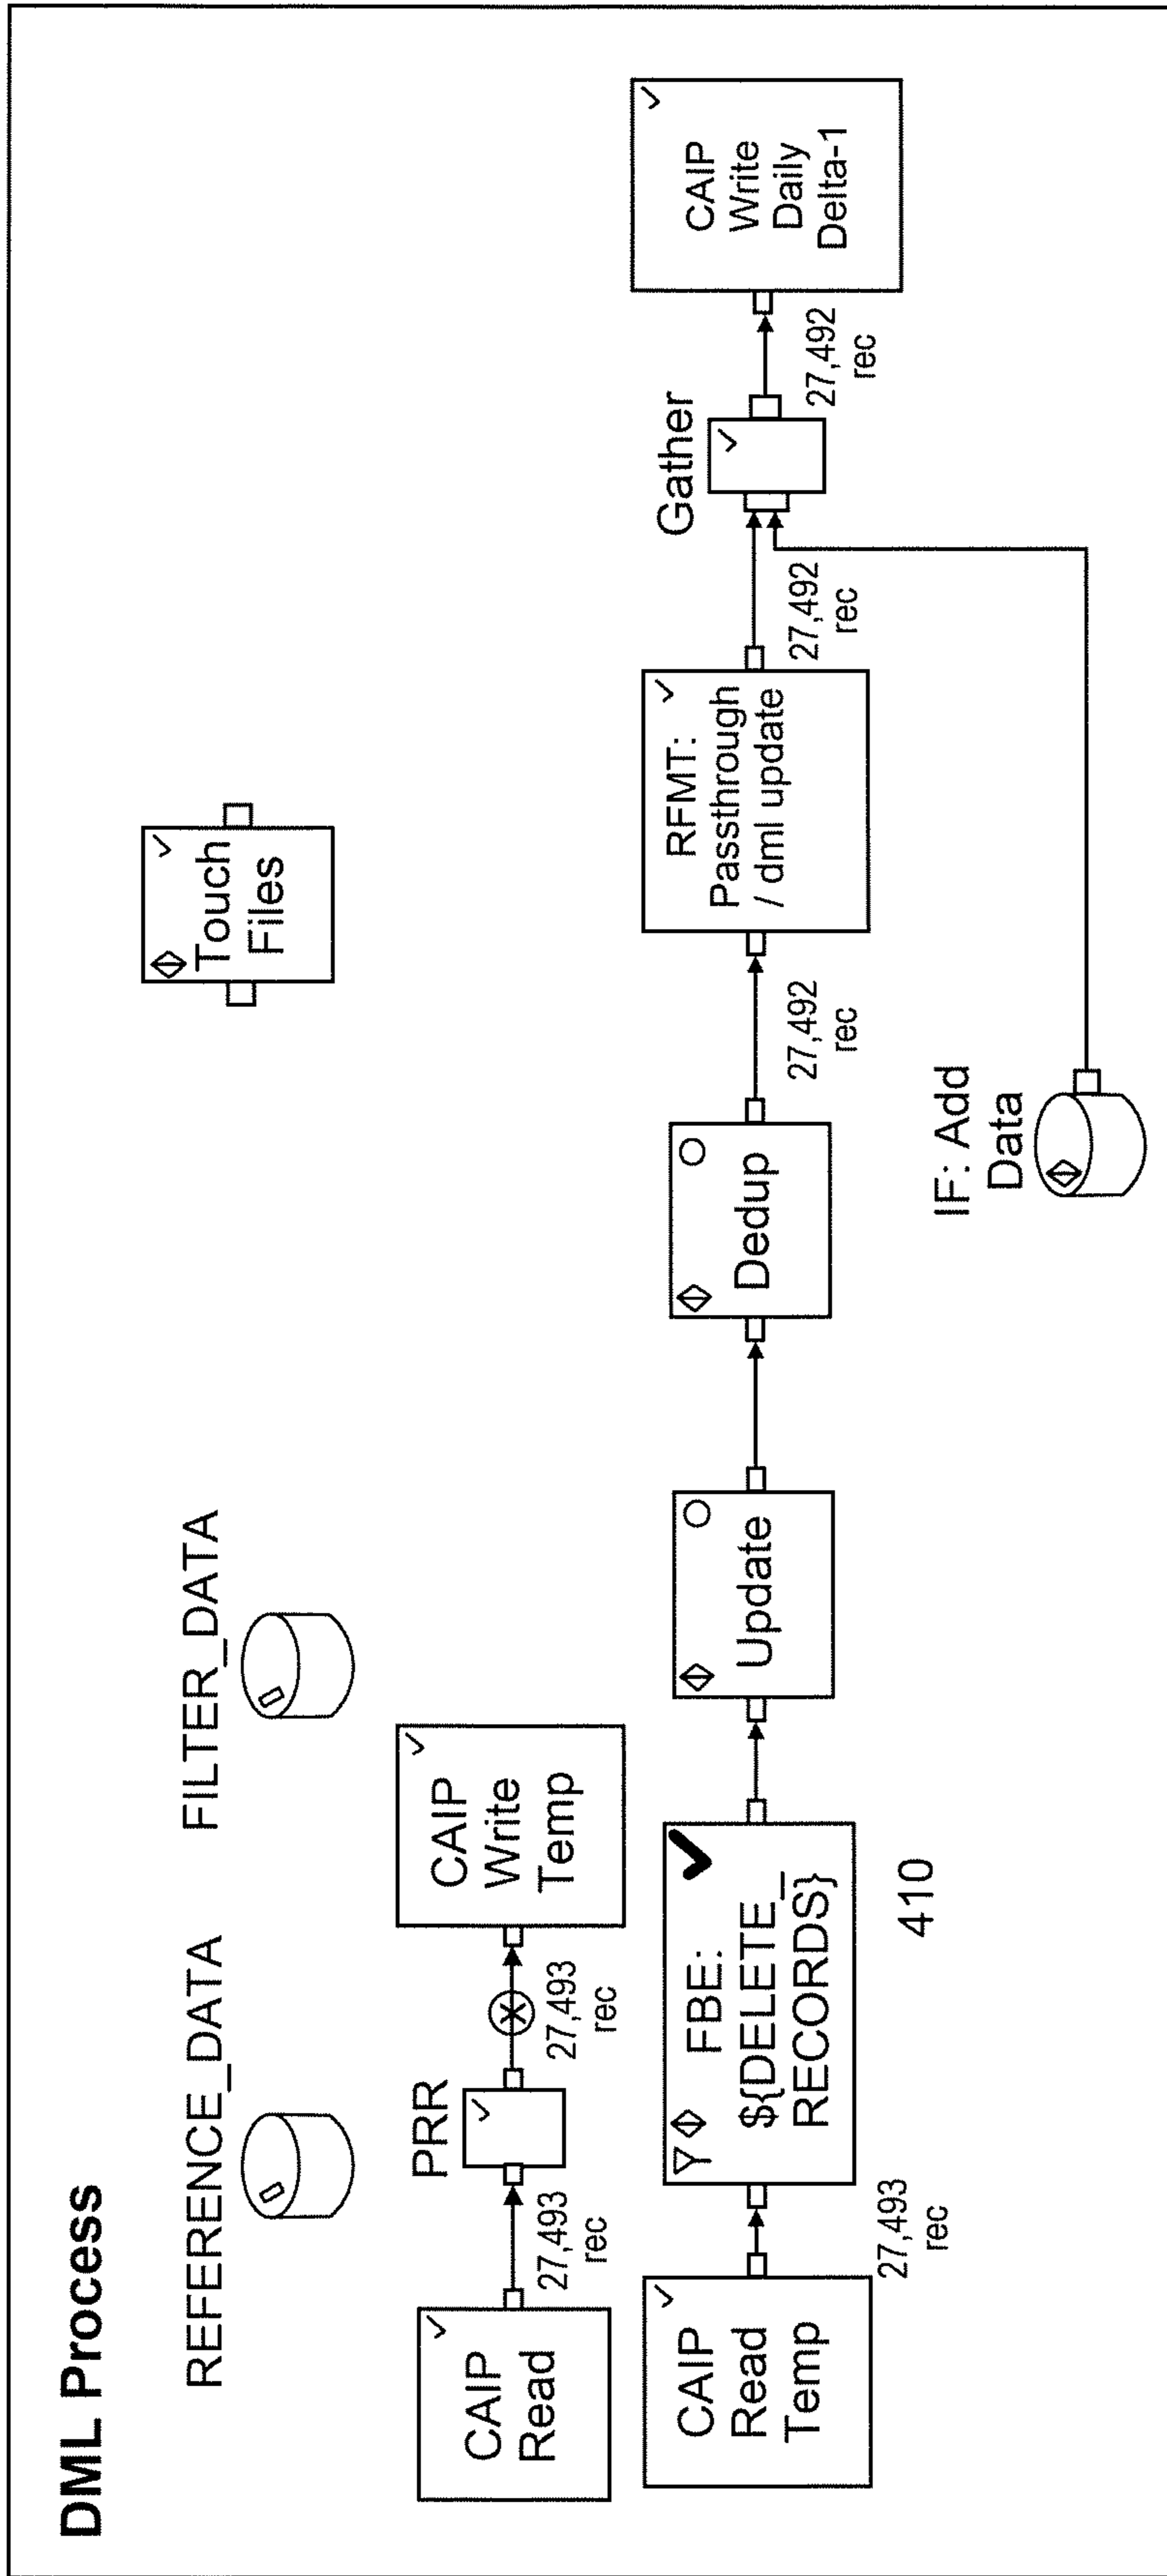 DML Process
REFERENCE_DATA
FILTER_DATA
Touch
Files
CAIP
Read
27,493
rec
PRR
27,493
rec
CAIP
Write
Temp
CAIP
Read
Temp
27,493
rec
FBE:
${DELETE_
RECORDS}
410
Update
Dedup
27,492
rec
RFMT:
Passthrough
/ dml update
27,492
rec
IF: Add
Data
Gather
27,492
rec
CAIP
Write
Daily
Delta-1